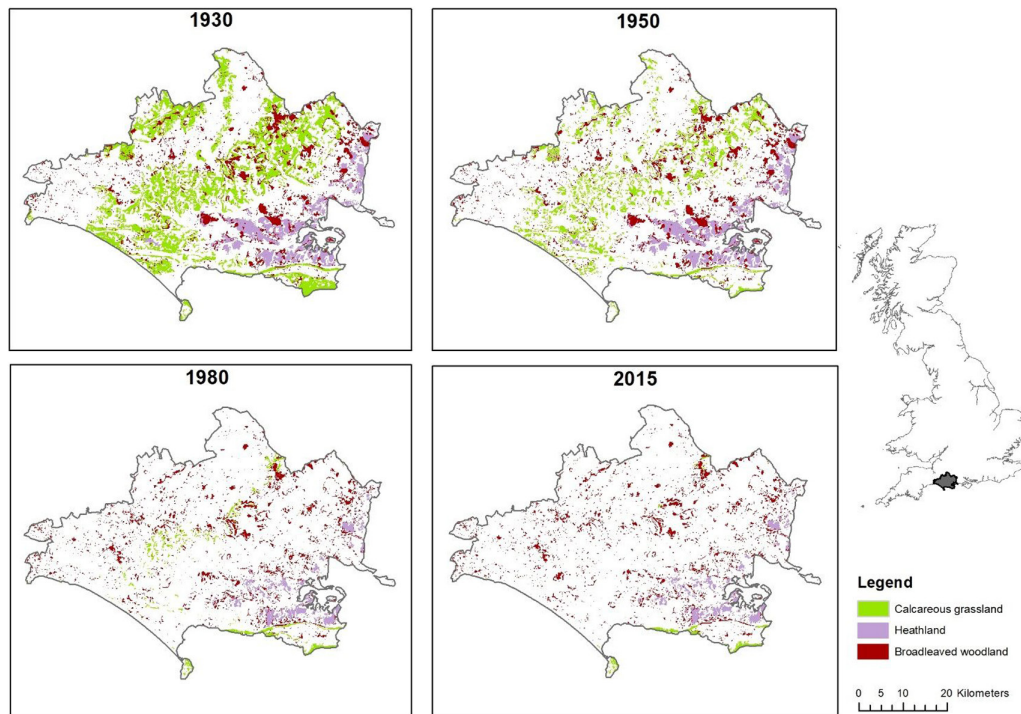 1930
1950
1980
2015
Legend
Calcareous grassland
Heathland
Broadleaved woodland
0 5 10 20 Kilometers